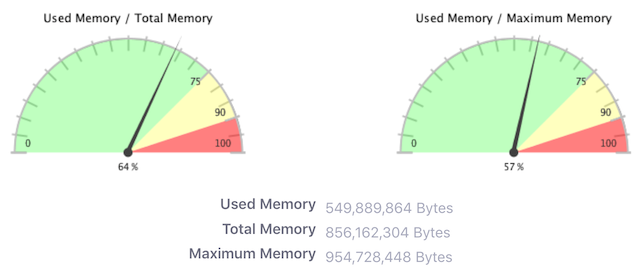 Used Memory / Total Memory
Used Memory / Maximum Memory
0
75
90
100
64 %
0
75
90
100
57 %
Used Memory 549,889,864 Bytes
Total Memory 856,162,304 Bytes
Maximum Memory 954,728,448 Bytes